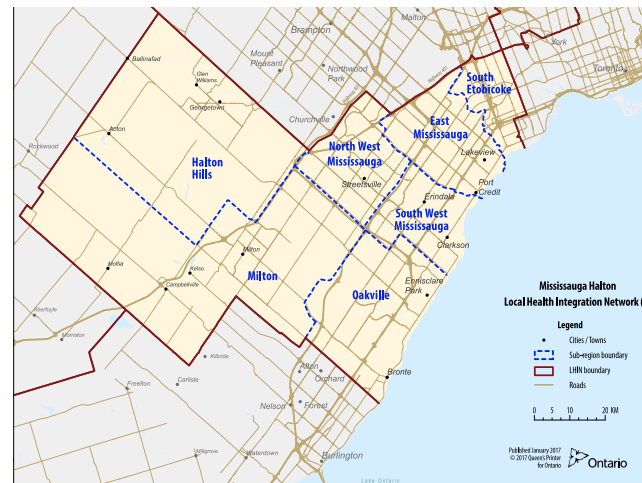 Malton
Brampton
York
Toronto
Ballinafad
Mount
Pleasant
Northwood
Park
South
Etobicoke
Glen
Williams
Georgetown
Churchville
East
Mississauga
Acton
Rockwood
Halton
Hills
North West
Mississauga
Lakeview
Streetsville
Port
Credit
Erindale
South West
Mississauga
Clarkson
Milton
Moffat
Kelso
Campbellville
Milton
Oakville
Ennisclare
Park
Mississauga Halton
Local Health Integration Network (
Legend
Cities / Towns
Sub-region boundary
LHIN boundary
Roads
0 5 10 20 KM
Aberfoyle
Morriston
Kilbride
Freelton
Carlisle
Alton
Orchard
Bronte
Nelson
Forest
Millgrove
Waterdown
Burlington
Lake Ontario
Published January 2017
© 2017 Queen's Printer
for Ontario
Ontario